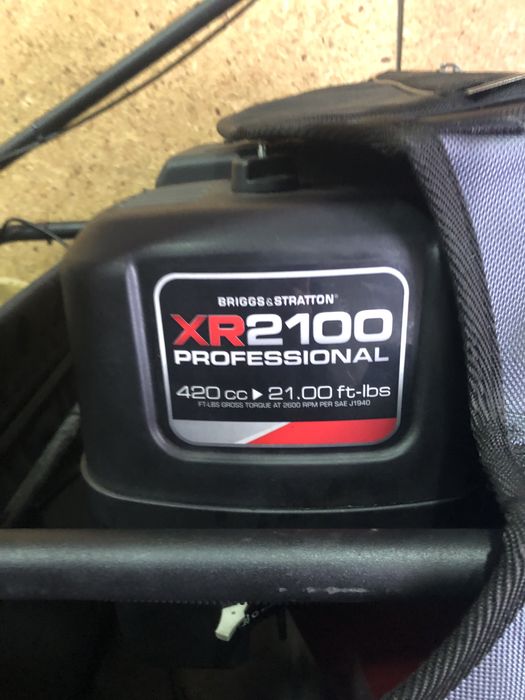 BRIGGS&STRATTON®
XR2100
PROFESSIONAL
420 cc ▶ 21.00 ft-lbs
FT-LBS GROSS TORQUE AT 2600 RPM PER SAE J1940